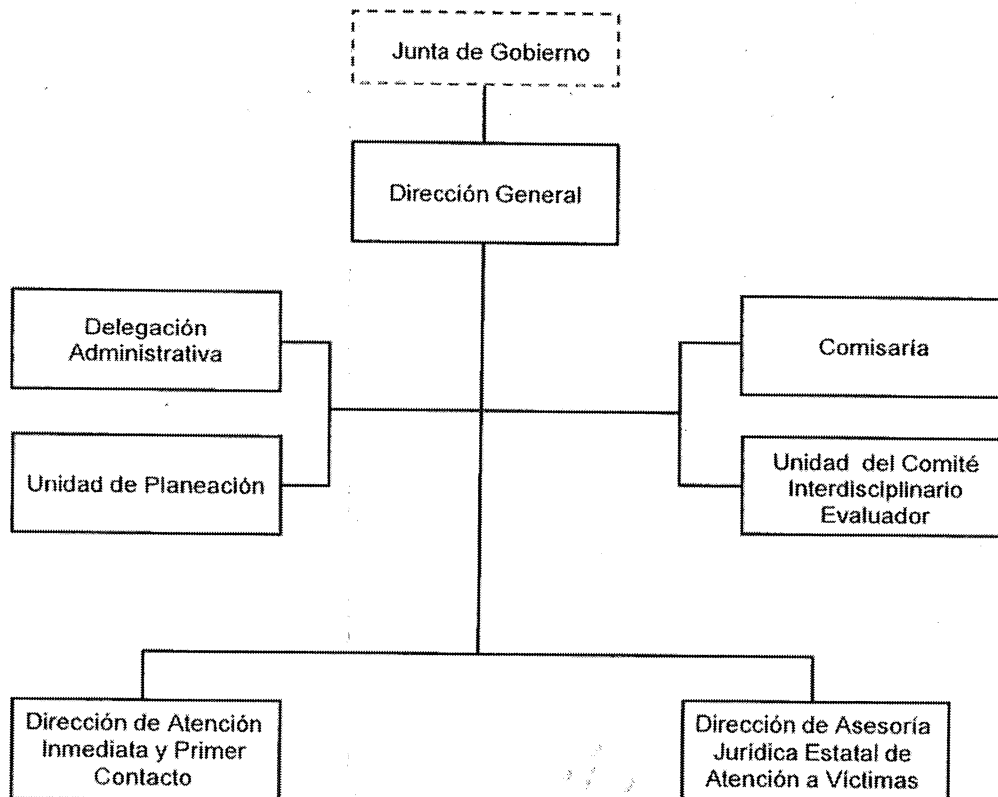 Junta de Gobierno
Dirección General
Delegación
Administrativa
Comisaría
Unidad de Planeación
Unidad del Comité
Interdisciplinario
Evaluador
Dirección de Atención
Inmediata y Primer
Contacto
Dirección de Asesoría
Jurídica Estatal de
Atención a Víctimas